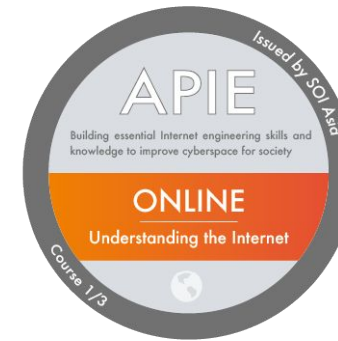 Issued by SOI Asia
APIE
Building essential Internet engineering skills and
knowledge to improve cyberspace for society
ONLINE
Understanding the Internet
Course 1/3